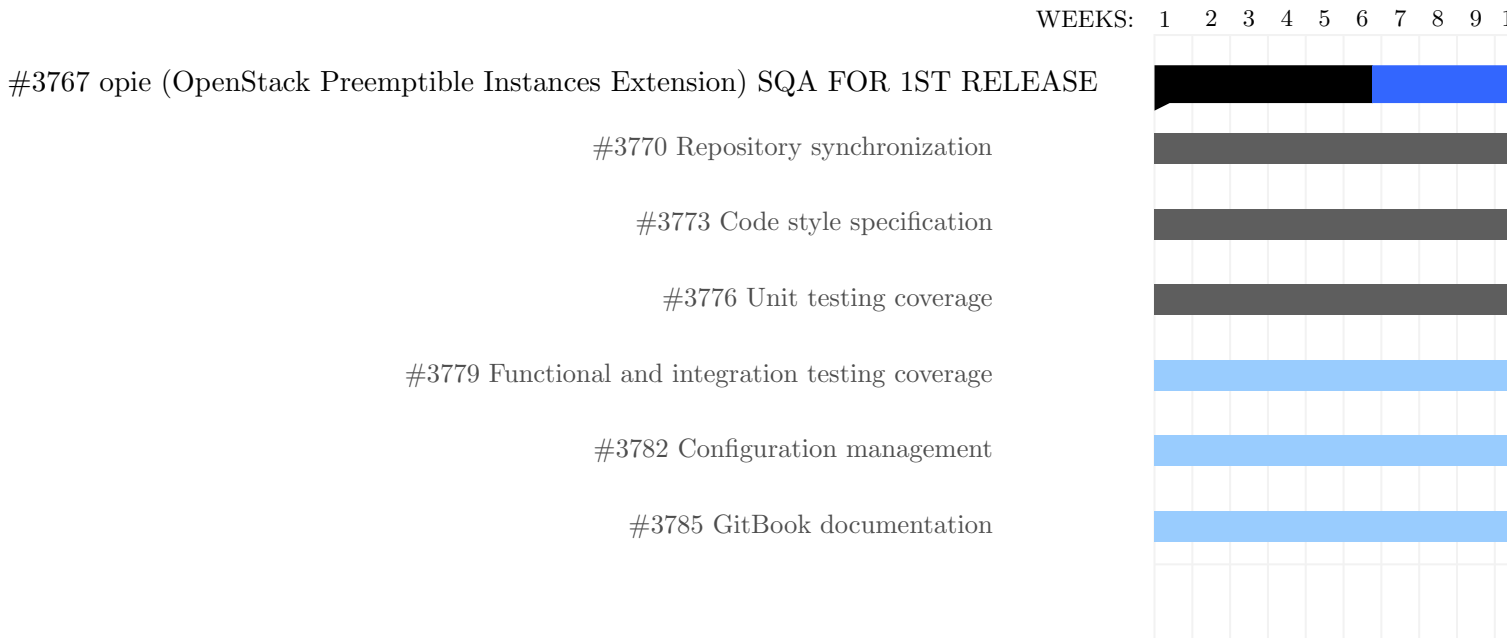 WEEKS: 1 2 3 4 5 6 7 8 9
#3767 opie (OpenStack Preemptible Instances Extension) SQA FOR 1ST RELEASE
#3770 Repository synchronization
#3773 Code style specification
#3776 Unit testing coverage
#3779 Functional and integration testing coverage
#3782 Configuration management
#3785 GitBook documentation